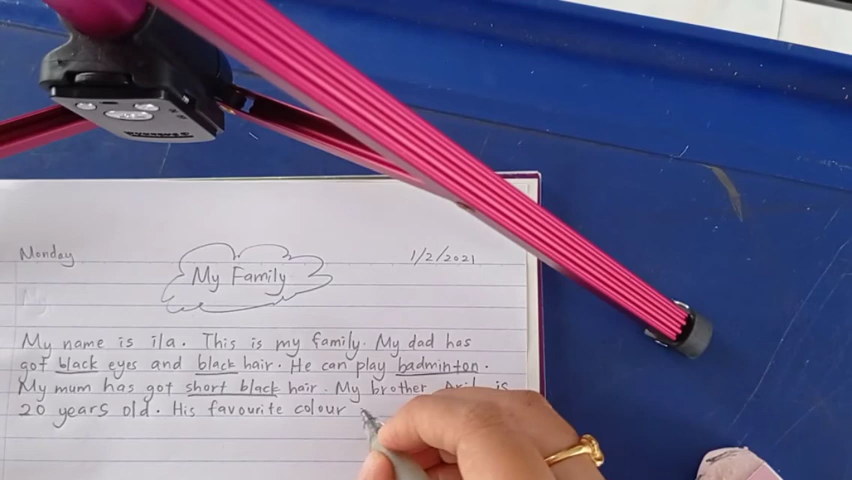 Monday 1/2/2021
My Family
My name is ila. This is my family. My dad has
got black eyes and black hair. He can play badminton.
My mum has got short black hair. My brother is
20 years old. His favourite colour